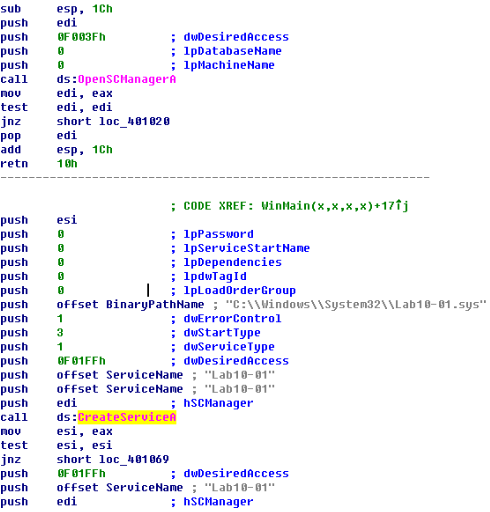 sub esp, 1Ch
push edi
push 0F003Fh ; dwDesiredAccess
push 0 ; lpDatabaseName
push 0 ; lpMachineName
call ds:OpenSCManagerA
mov edi, eax
test edi, edi
jnz short loc_401020
pop edi
add esp, 1Ch
retn 10h
; CODE XREF: WinMain(x,x,x,x)+17↑j
push esi
push 0 ; lpPassword
push 0 ; lpServiceStartName
push 0 ; lpDependencies
push 0 ; lpdwTagId
push 0 ; lpLoadOrderGroup
push offset BinaryPathName ; "C:\\Windows\\System32\\Lab10-01.sys"
push 1 ; dwErrorControl
push 3 ; dwStartType
push 1 ; dwServiceType
push 0F01FFh ; dwDesiredAccess
push offset ServiceName ; "Lab10-01"
push offset ServiceName ; "Lab10-01"
push edi ; hSCManager
call ds:CreateServiceA
mov esi, eax
test esi, esi
jnz short loc_401069
push 0F01FFh ; dwDesiredAccess
push offset ServiceName ; "Lab10-01"
push edi ; hSCManager